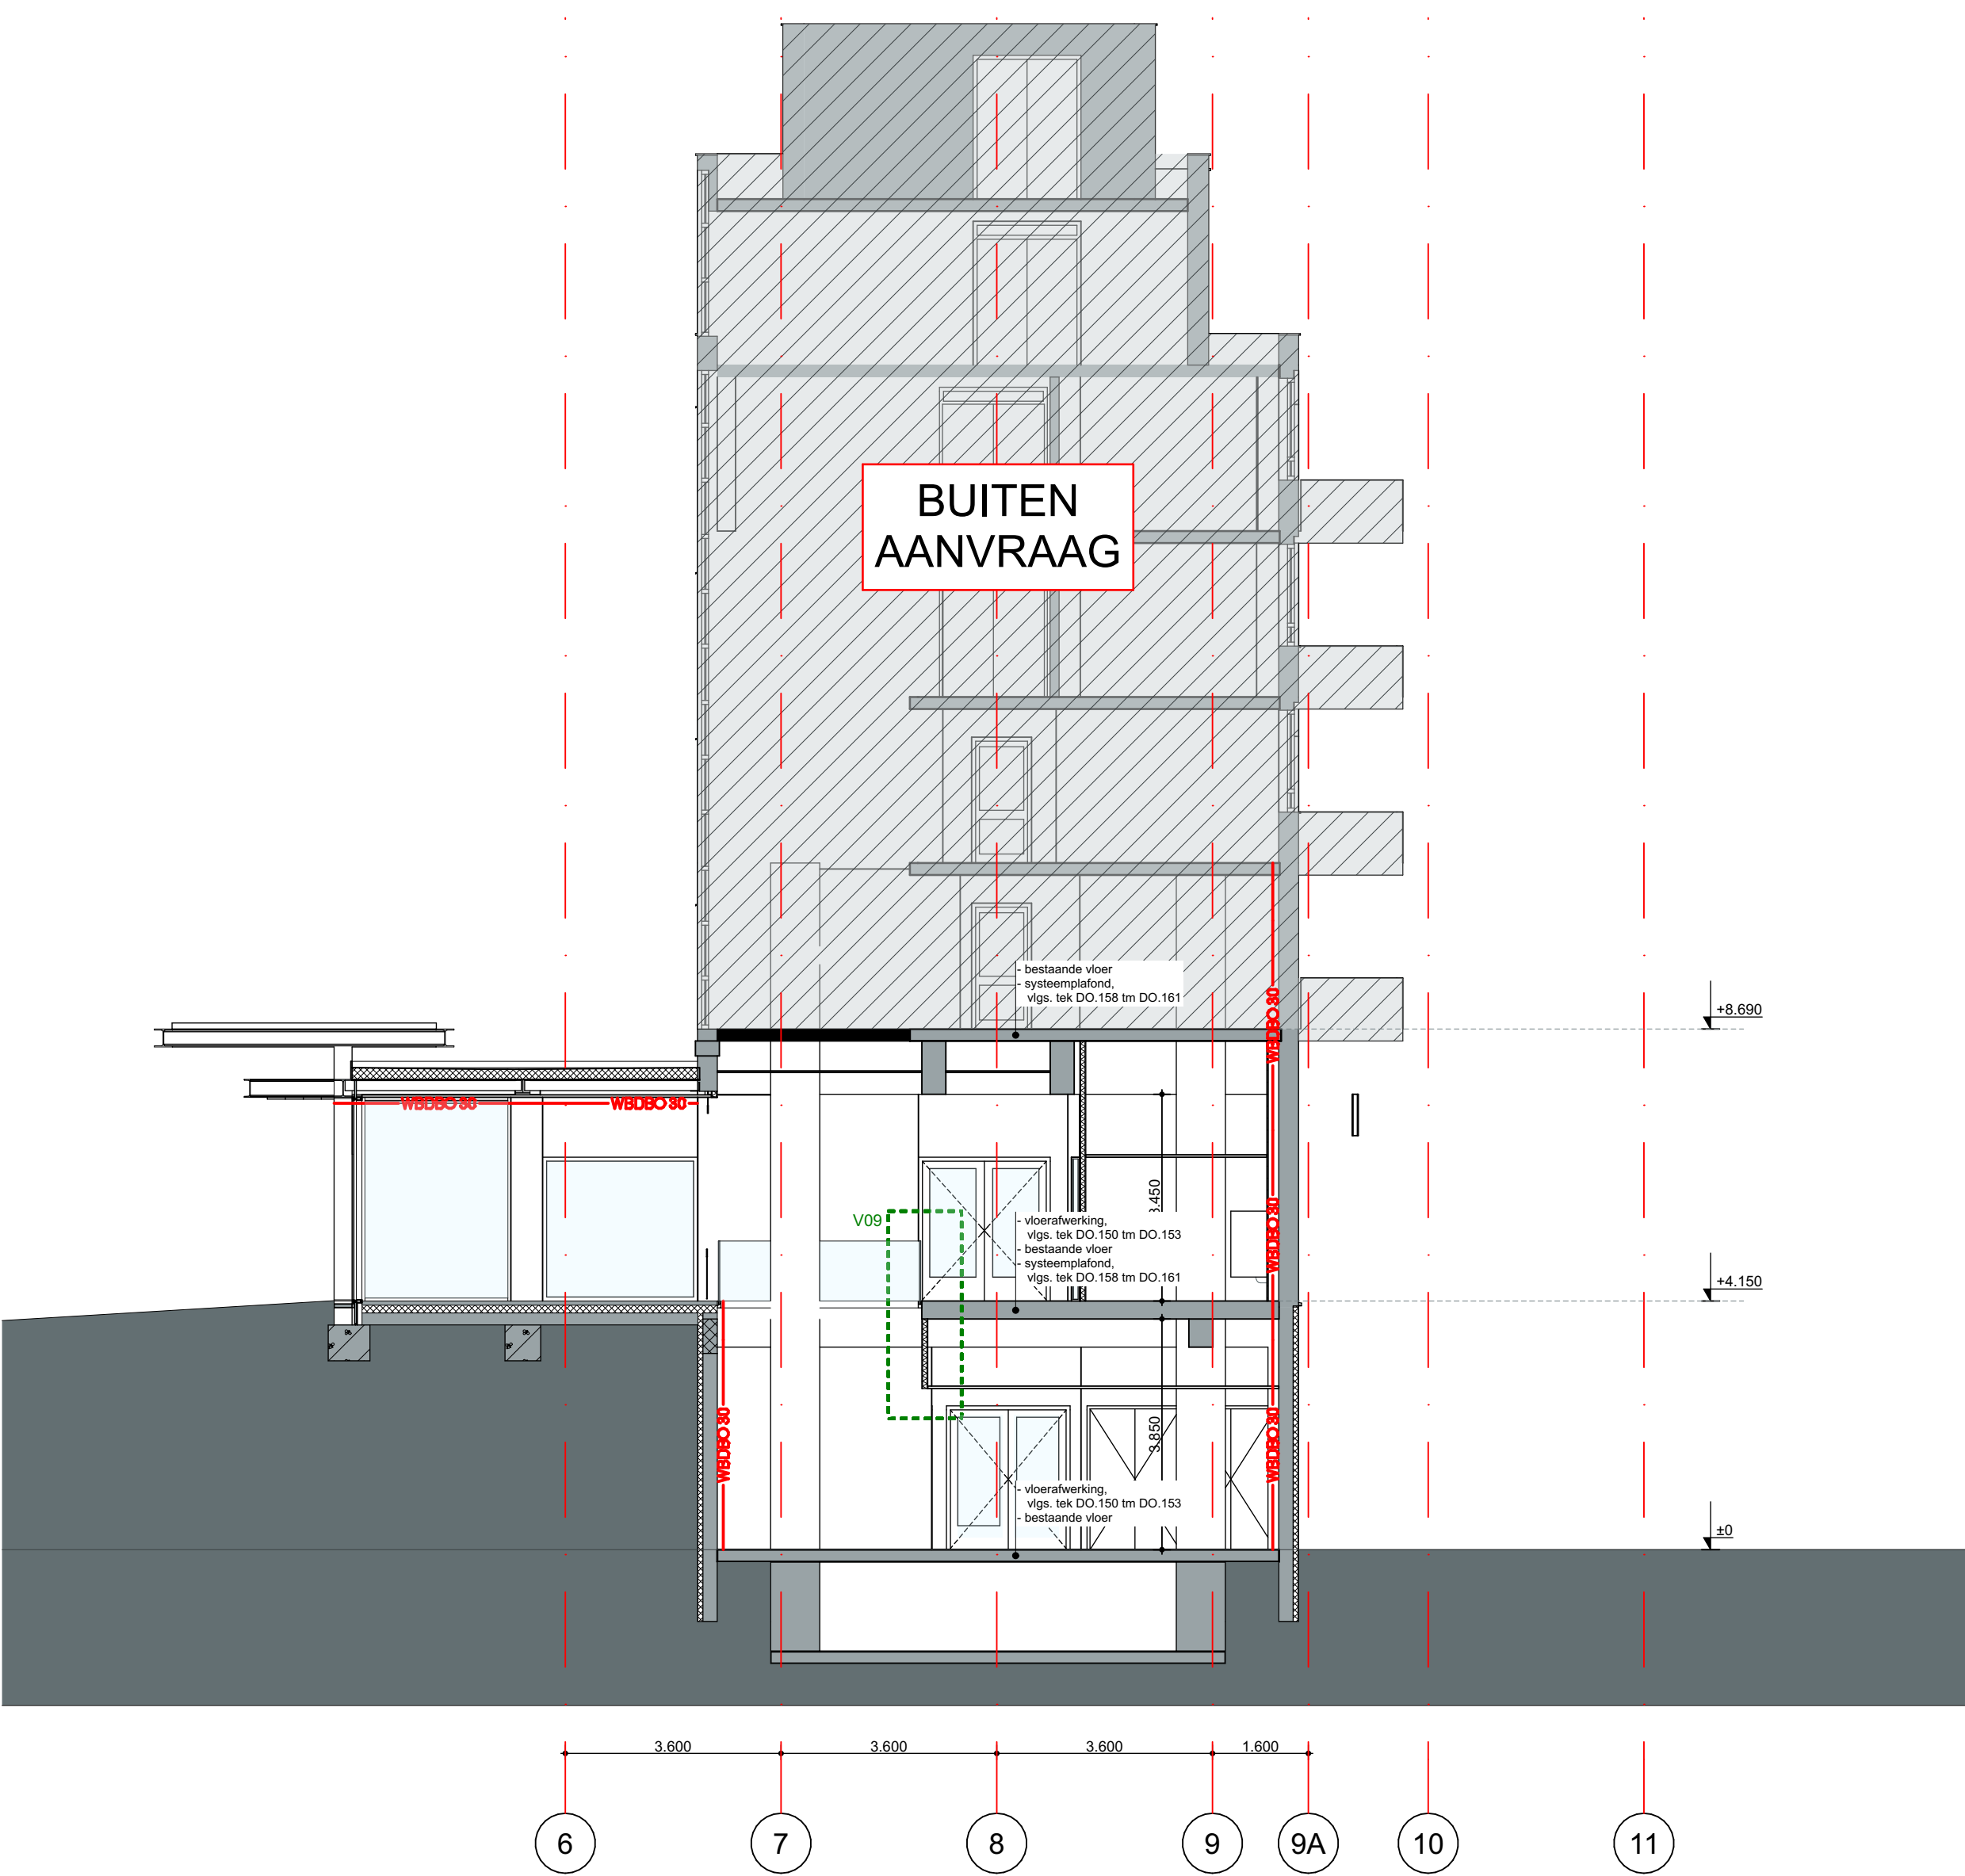 BUITEN
AANVRAAG
- bestaande vloer
- systeemplafond,
vlgs. tek DO.158 tm DO.161
WBDBO 30
+8.690
WBDBO 30
WBDBO 30
V09
3.450
- vloerafwerking,
vlgs. tek DO.150 tm DO.153
- bestaande vloer
- systeemplafond,
vlgs. tek DO.158 tm DO.161
WBDBO 30
+4.150
WBDBO 30
3.850
WBDBO 30
- vloerafwerking,
vlgs. tek DO.150 tm DO.153
- bestaande vloer
±0
3.600
3.600
3.600
1.600
6
7
8
9
9A
10
11